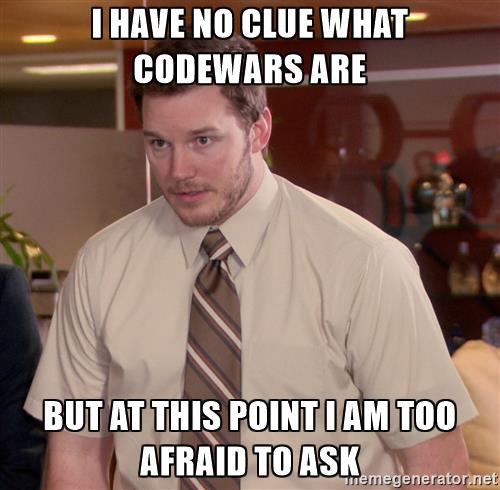 I HAVE NO CLUE WHAT
CODEWARS ARE
BUT AT THIS POINT I AM TOO
AFRAID TO ASK
memegenerator.net